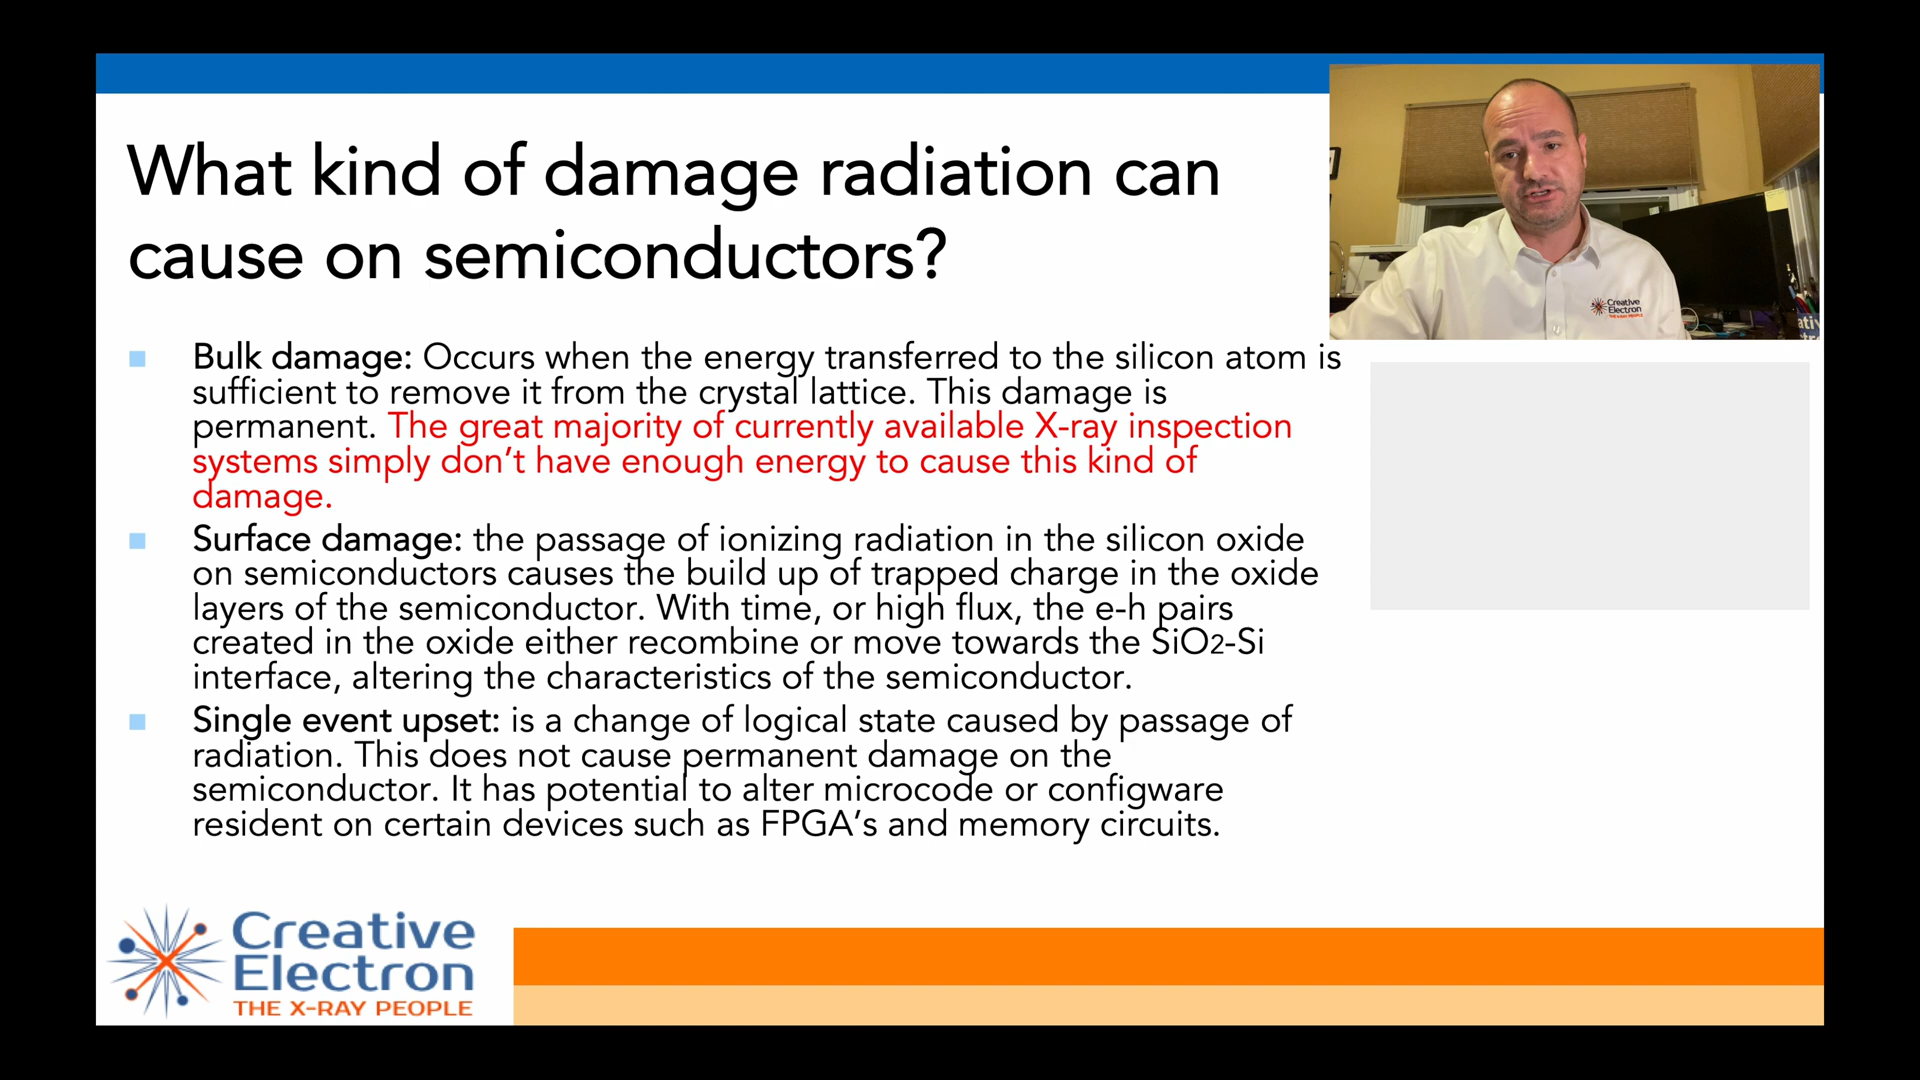 What kind of damage radiation can
cause on semiconductors?
Bulk damage: Occurs when the energy transferred to the silicon atom is
sufficient to remove it from the crystal lattice. This damage is
permanent. The great majority of currently available X-ray inspection
systems simply don’t have enough energy to cause this kind of
damage.
Surface damage: the passage of ionizing radiation in the silicon oxide
on semiconductors causes the build up of trapped charge in the oxide
layers of the semiconductor. With time, or high flux, the e-h pairs
created in the oxide either recombine or move towards the SiO2-Si
interface, altering the characteristics of the semiconductor.
Single event upset: is a change of logical state caused by passage of
radiation. This does not cause permanent damage on the
semiconductor. It has potential to alter microcode or configware
resident on certain devices such as FPGA’s and memory circuits.
Creative
Electron
THE X-RAY PEOPLE
Creative
Electron
THE X-RAY PEOPLE